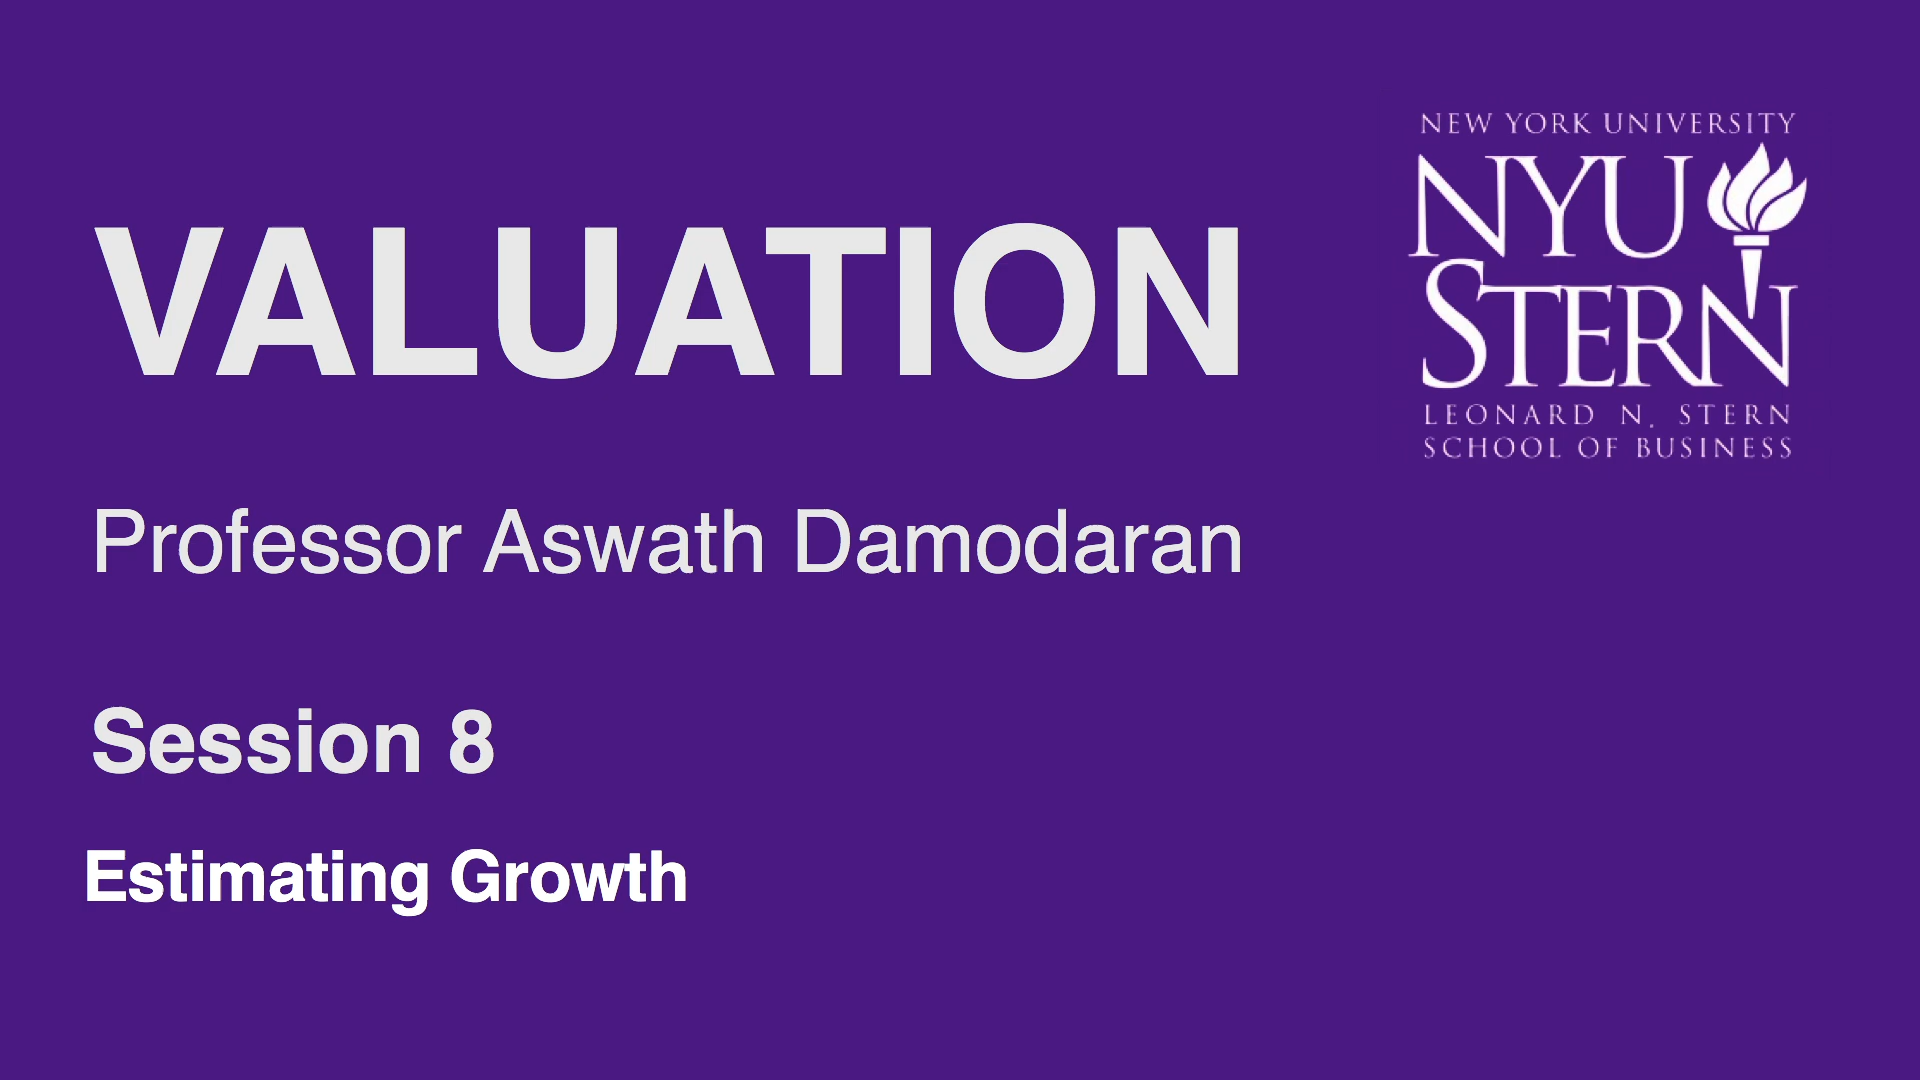 NEW YORK UNIVERSITY
NYU
STERN
LEONARD N. STERN
SCHOOL OF BUSINESS
VALUATION
Professor Aswath Damodaran
Session 8
Estimating Growth